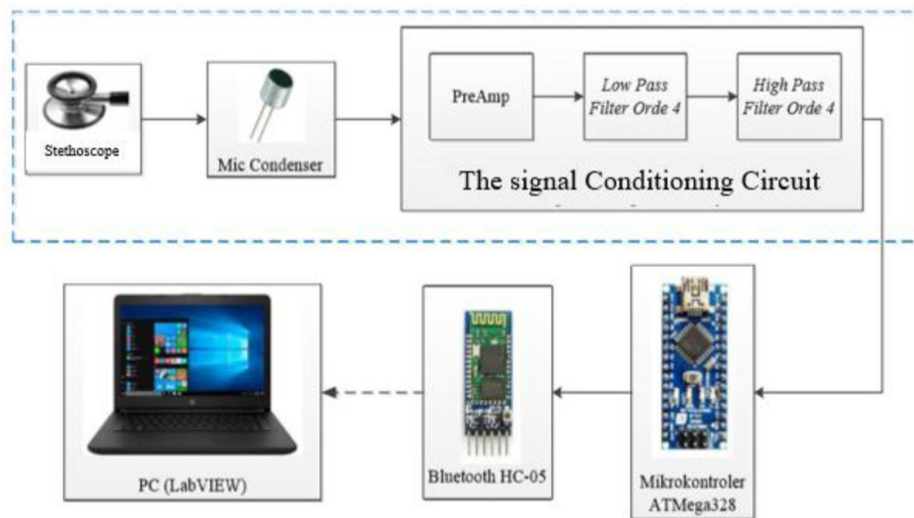 Stethoscope
Mic Condenser
PreAmp
Low Pass
Filter Orde 4
High Pass
Filter Orde 4
The signal Conditioning Circuit
PC (LabVIEW)
Bluetooth HC-05
Mikrokontroler
ATMega328